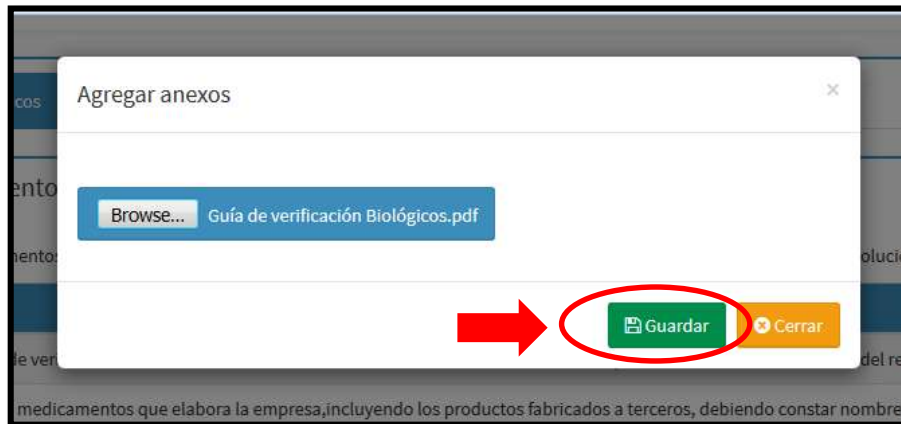 cos
Agregar anexos
×
ento
Browse... Guía de verificación Biológicos.pdf
mentos
oluci
Guardar Cerrar
de ver
del re
medicamentos que elabora la empresa,incluyendo los productos fabricados a terceros, debiendo constar nombre